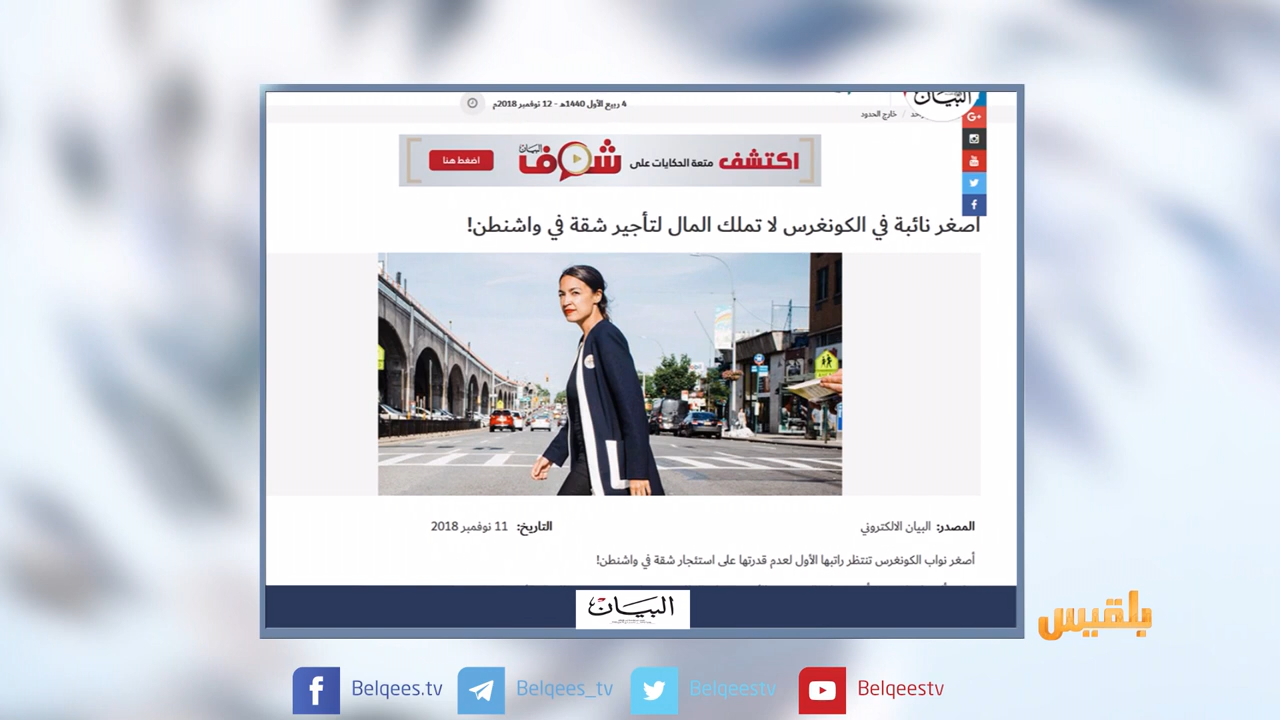 البيان
4 ربيع الأول 1440هـ - 12 نوفمبر 2018م
خارج الحدود
اكتشف متعة الحكايات على شوف البيان اضغط هنا
أصغر نائبة في الكونغرس لا تملك المال لتأجير شقة في واشنطن!
المصدر: البيان الالكتروني
التاريخ: 11 نوفمبر 2018
أصغر نواب الكونغرس تنتظر راتبها الأول لعدم قدرتها على استئجار شقة في واشنطن!
البيان
بلقيس
Belqees.tv
Belqees_tv
Belqeestv
Belqeestv